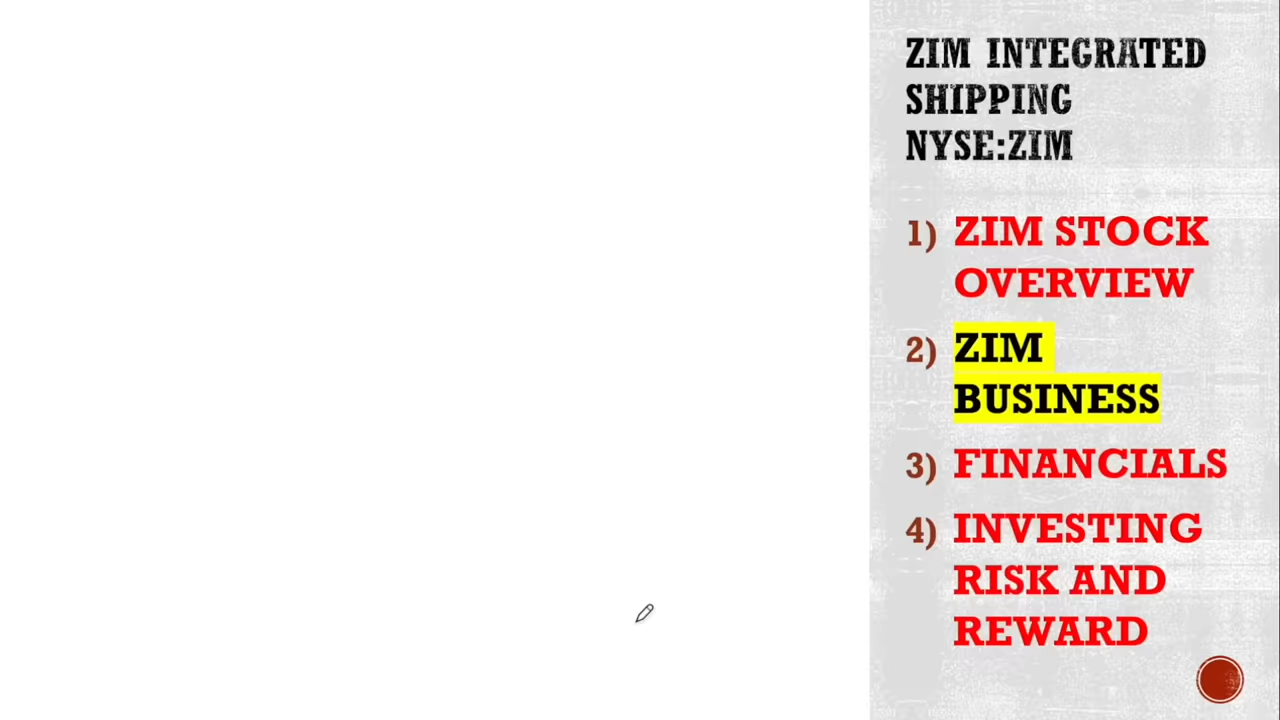 ZIM INTEGRATED
SHIPPING
NYSE:ZIM
1) ZIM STOCK
OVERVIEW
2) ZIM
BUSINESS
3) FINANCIALS
4) INVESTING
RISK AND
REWARD